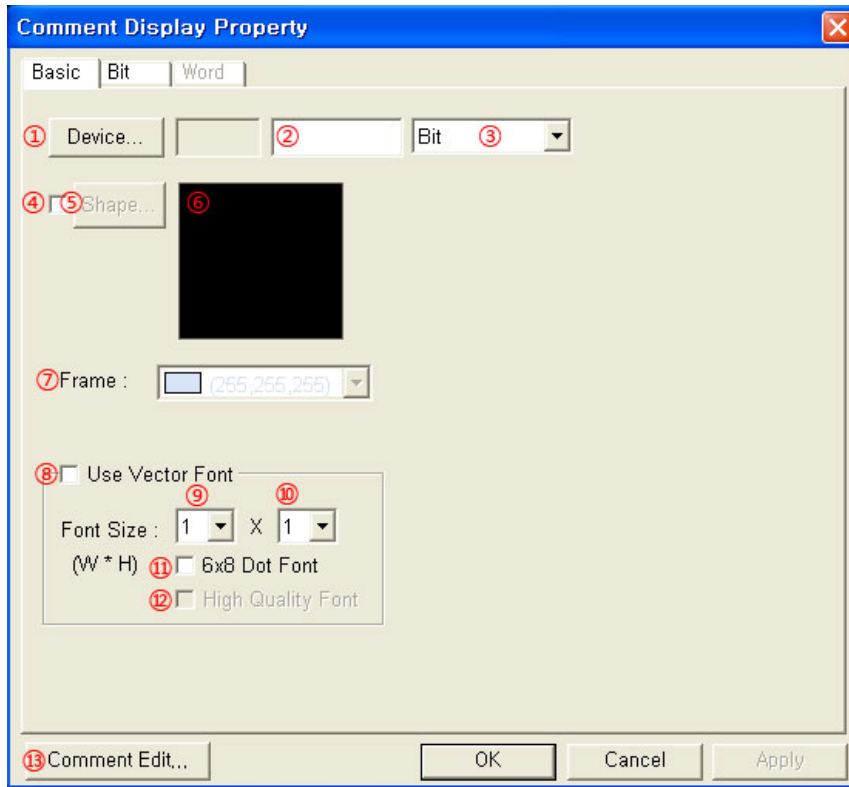 Comment Display Property
Basic Bit Word
① Device... ② Bit ③
④ ⑤ Shape... ⑥
⑦ Frame : (255,255,255)
⑧ Use Vector Font
⑨ ⑩
Font Size : 1 X 1
(W * H) ⑪ 6x8 Dot Font
⑫ High Quality Font
⑬ Comment Edit... OK Cancel Apply